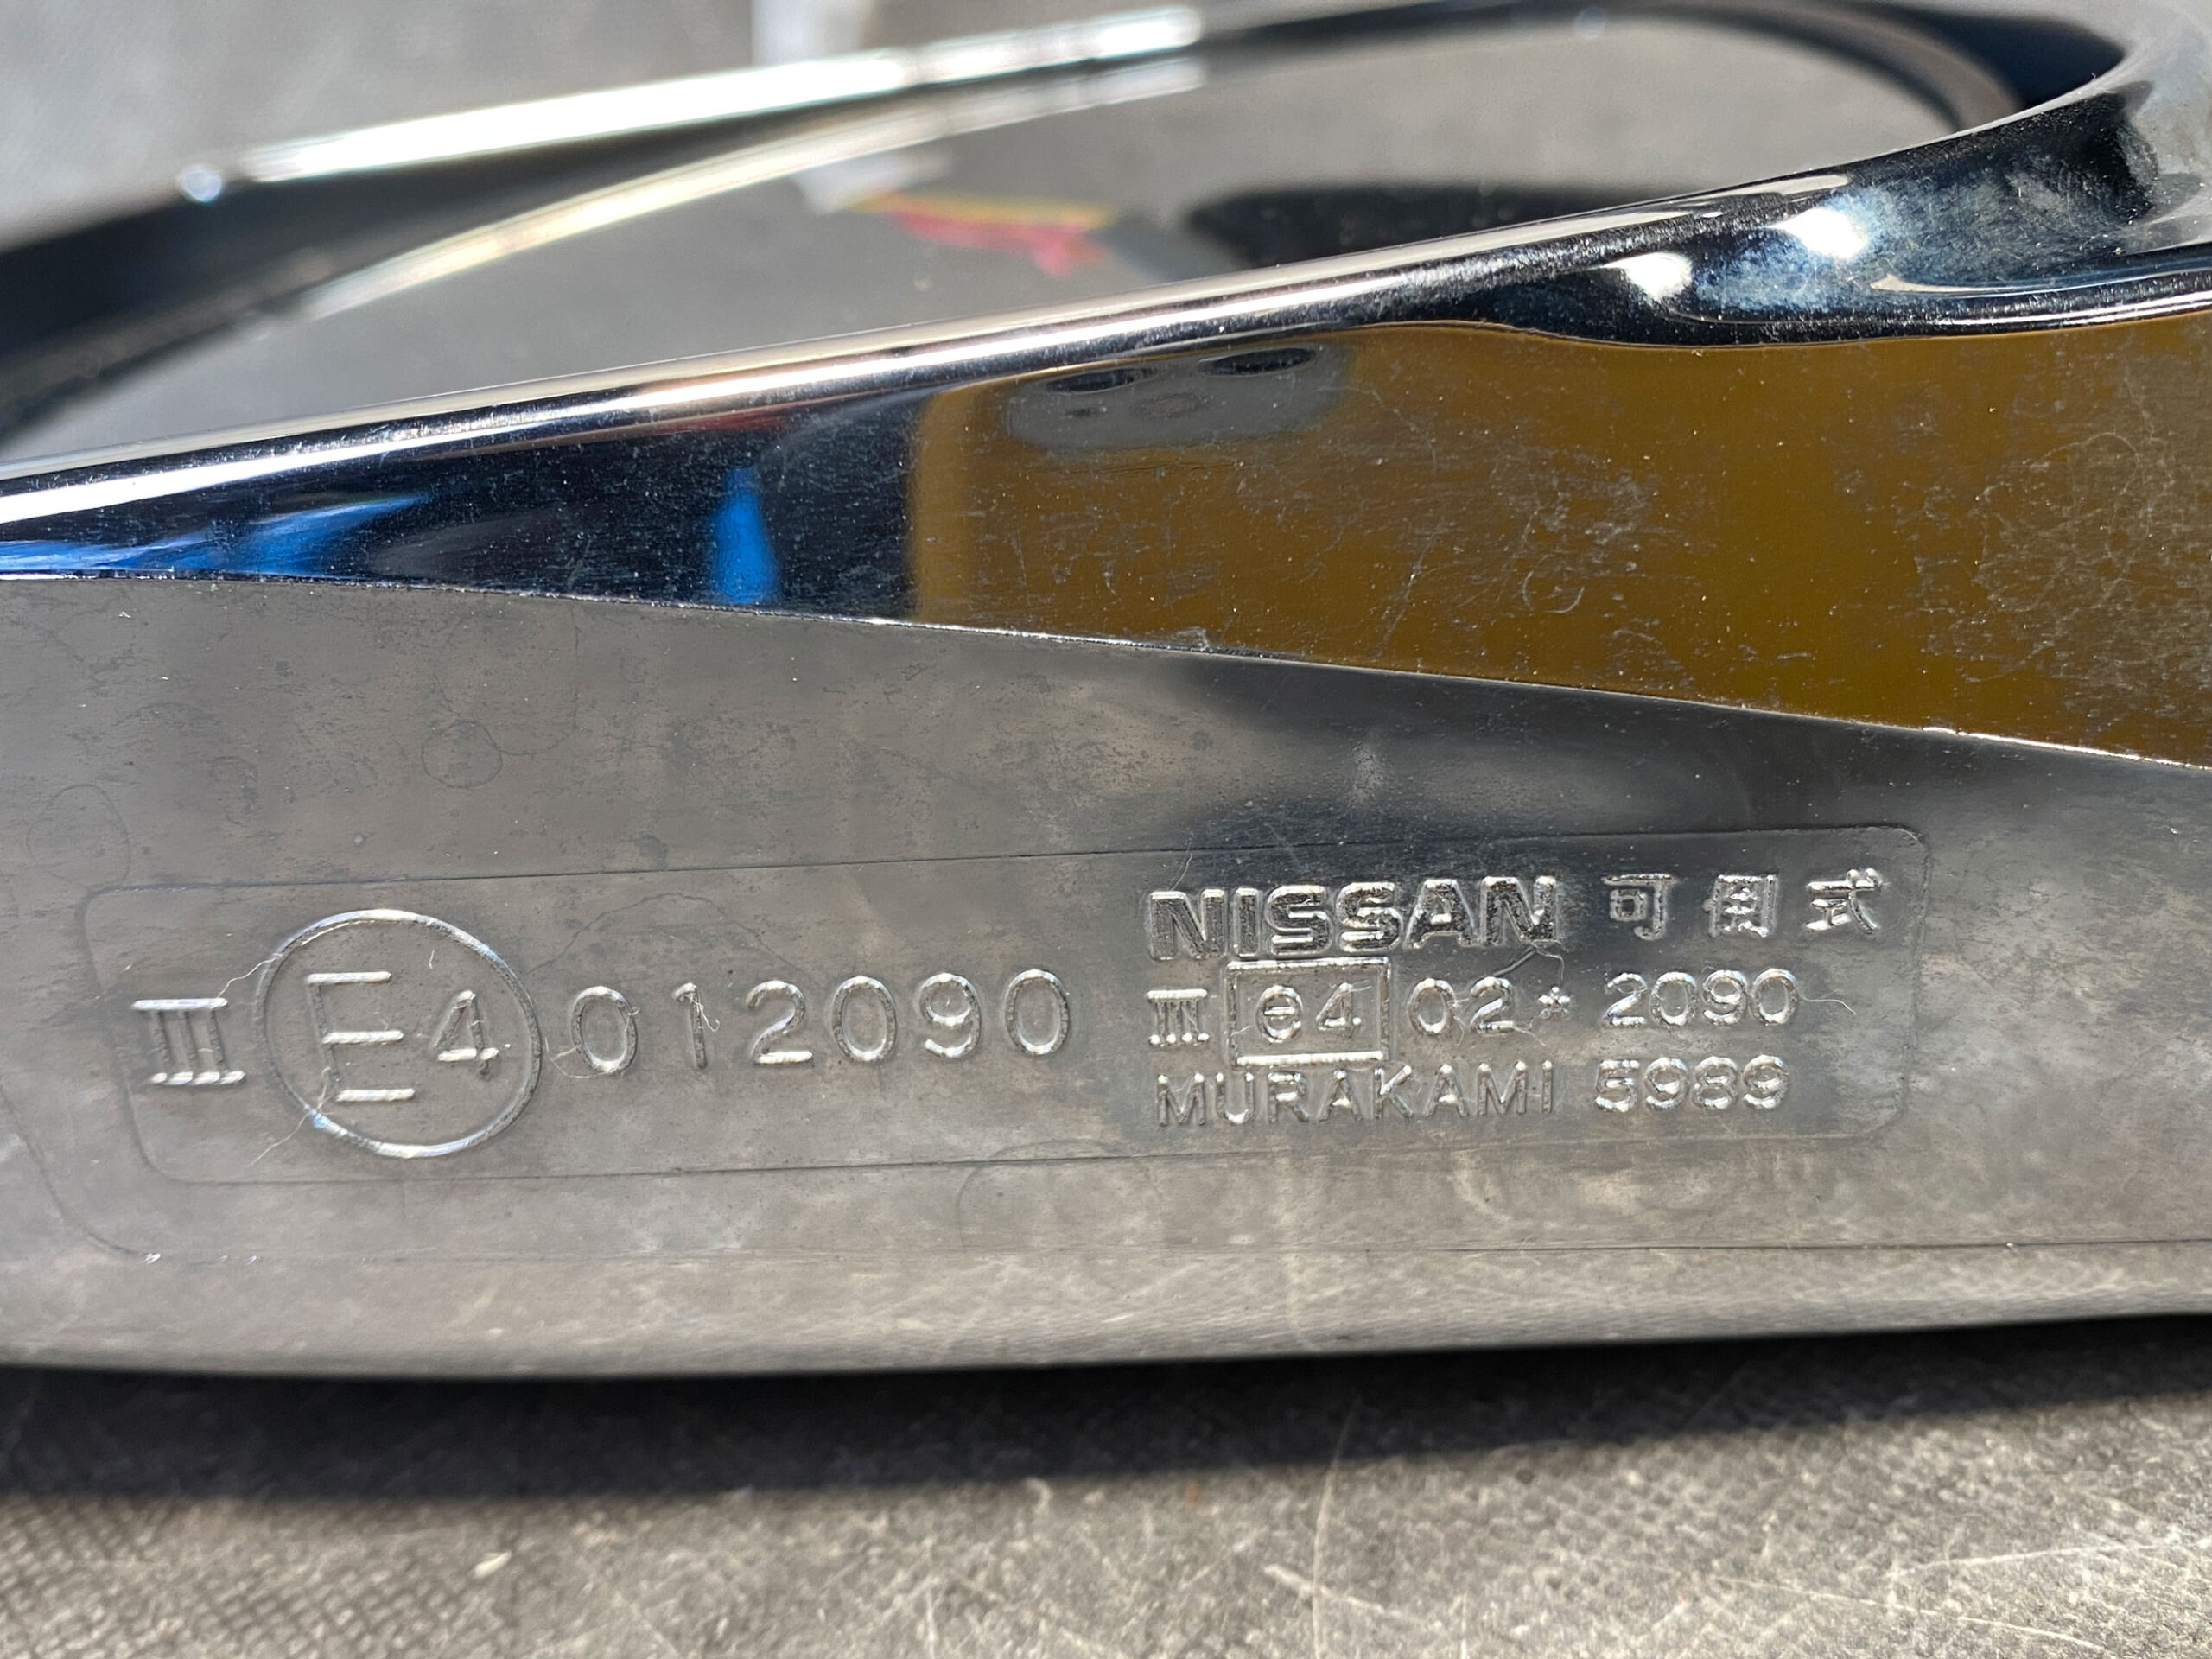 III E4 012090
NISSAN 可倒式
III e4 02* 2090
MURAKAMI 5989